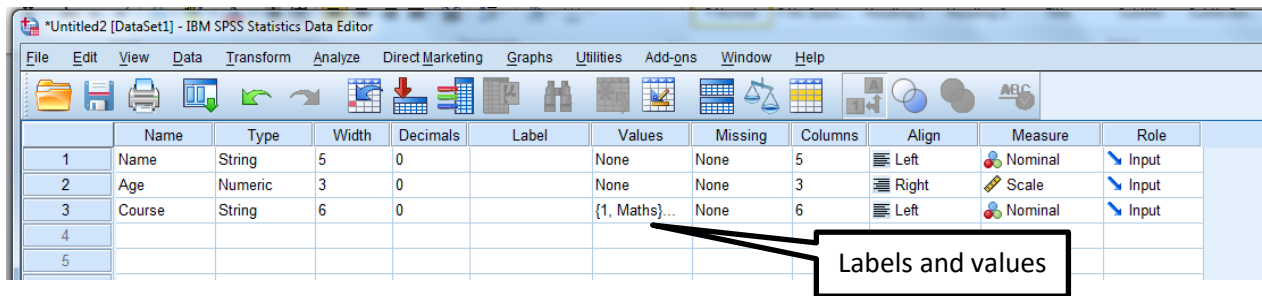 *Untitled2 [DataSet1] - IBM SPSS Statistics Data Editor
File Edit View Data Transform Analyze Direct Marketing Graphs Utilities Add-ons Window Help
Name Type Width Decimals Label Values Missing Columns Align Measure Role
1 Name String 5 0 None None 5 Left Nominal Input
2 Age Numeric 3 0 None None 3 Right Scale Input
3 Course String 6 0 {1, Maths}... None 6 Left Nominal Input
4
5
Labels and values